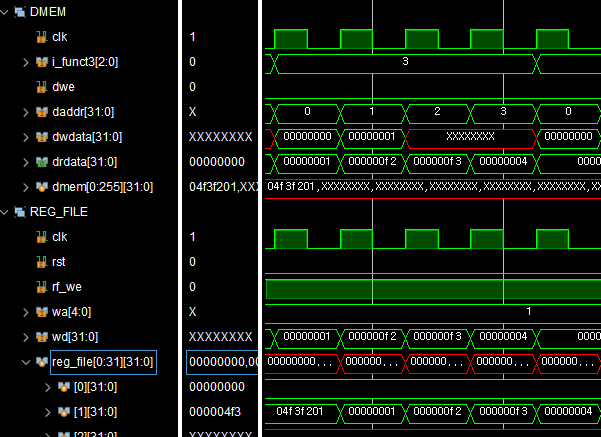 DMEM
clk 1
i_funct3[2:0] 0 3
dwe 0
daddr[31:0] X 0 1 2 3 0
dwdata[31:0] XXXXXXXX 00000000 00000001 XXXXXXXX 00000000
drdata[31:0] 00000000 00000001 000000f2 000000f3 00000004 0000
dmem[0:255][31:0] 04f3f201,XXX 04f3f201,XXXXXXXX,XXXXXXXX,XXXXXXXX,XXXXXXXX,XXXXXXXX,XX
REG_FILE
clk 1
rst 0
rf_we 0
wa[4:0] X 1
wd[31:0] XXXXXXXX 00000001 000000f2 000000f3 00000004 0000
reg_file[0:31][31:0] 00000000,00 00000000,... 000000... 000000... 000000... 00000000,...
[0][31:0] 00000000
[1][31:0] 000004f3 04f3f201 00000001 000000f2 000000f3 00000004
[2][31:0] XXXXXXXX